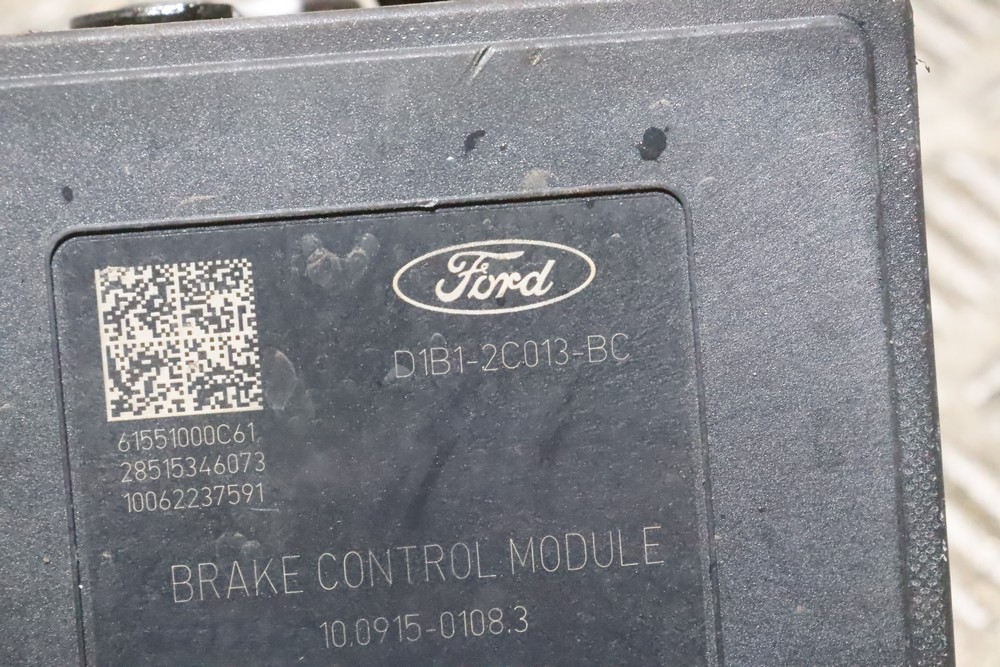 Ford
D1B1-2C013-BC
61551000C61
28515346073
10062237591
BRAKE CONTROL MODULE
10.0915-0108.3